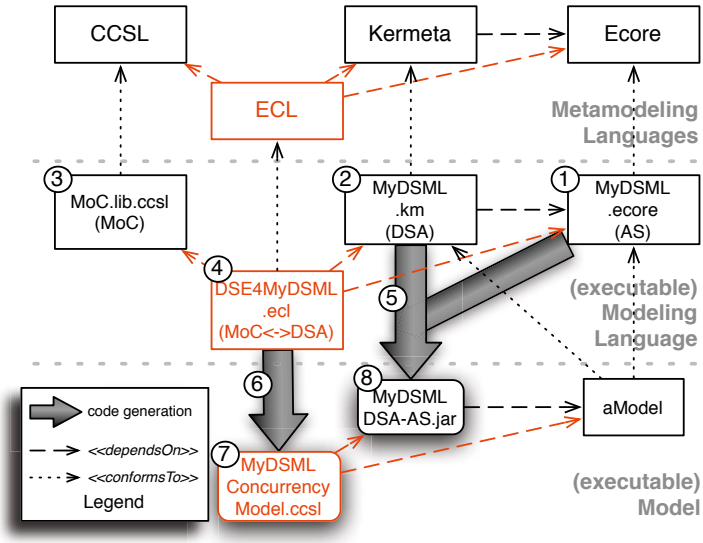 CCSL
Kermeta
Ecore
ECL
Metamodeling
Languages
3
MoC.lib.ccsl
(MoC)
2
MyDSML
.km
(DSA)
1
MyDSML
.ecore
(AS)
4
DSE4MyDSML
.ecl
(MoC<->DSA)
5
(executable)
Modeling
Language
6
8
MyDSML
DSA-AS.jar
aModel
code generation
<<dependsOn>>
<<conformsTo>>
Legend
7
MyDSML
Concurrency
Model.ccsl
(executable)
Model